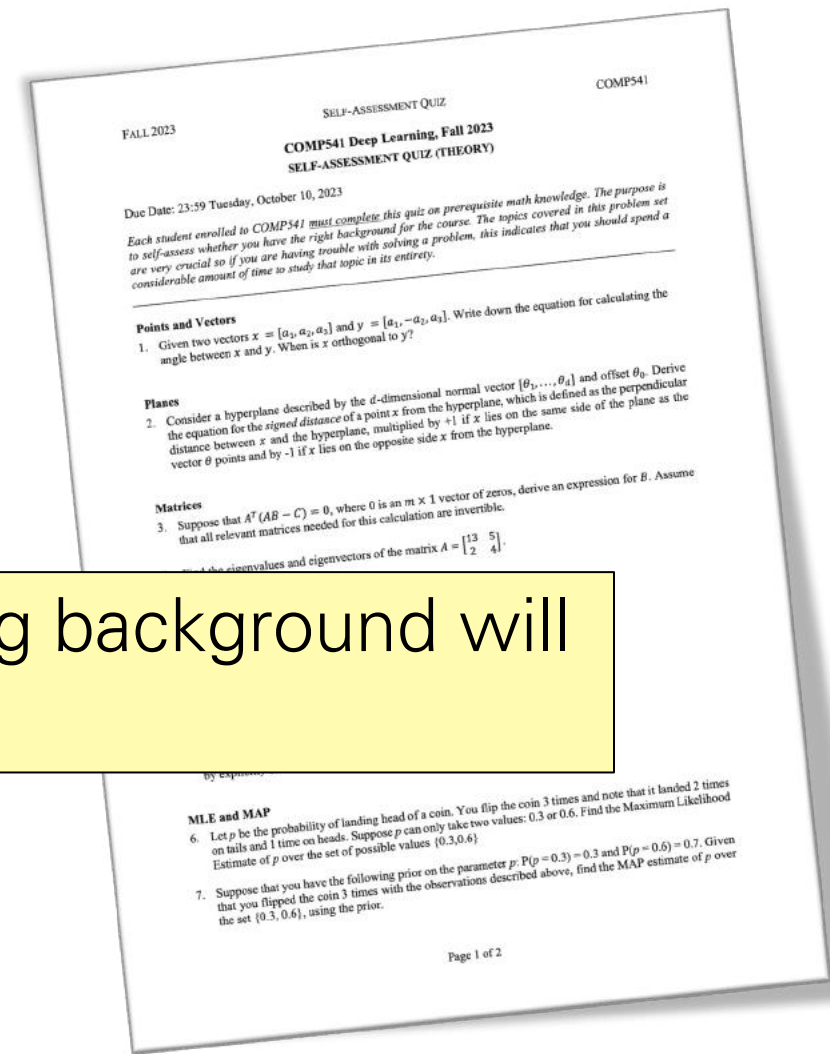 FALL 2023 SELF-ASSESSMENT QUIZ COMP541
COMP541 Deep Learning, Fall 2023
SELF-ASSESSMENT QUIZ (THEORY)
Due Date: 23:59 Tuesday, October 10, 2023
Each student enrolled to COMP541 must complete this quiz on prerequisite math knowledge. The purpose is
to self-assess whether you have the right background for the course. The topics covered in this problem set
are very crucial so if you are having trouble with solving a problem, this indicates that you should spend a
considerable amount of time to study that topic in its entirety.
Points and Vectors
1. Given two vectors x = [a₁, a₂, a₃] and y = [a₁, −a₂, a₃]. Write down the equation for calculating the
angle between x and y. When is x orthogonal to y?
Planes
2. Consider a hyperplane described by the d-dimensional normal vector [θ₁, …, θ_d] and offset θ₀. Derive
the equation for the signed distance of a point x from the hyperplane, which is defined as the perpendicular
distance between x and the hyperplane, multiplied by +1 if x lies on the same side of the plane as the
vector θ points and by -1 if x lies on the opposite side x from the hyperplane.
Matrices
3. Suppose that Aᵀ(AB − C) = 0, where 0 is an m × 1 vector of zeros, derive an expression for B. Assume
that all relevant matrices needed for this calculation are invertible.
the eigenvalues and eigenvectors of the matrix A = [13 5
2 4].
g background will
by
MLE and MAP
6. Let p be the probability of landing head of a coin. You flip the coin 3 times and note that it landed 2 times
on tails and 1 time on heads. Suppose p can only take two values: 0.3 or 0.6. Find the Maximum Likelihood
Estimate of p over the set of possible values {0.3,0.6}
7. Suppose that you have the following prior on the parameter p: P(p = 0.3) = 0.3 and P(p = 0.6) = 0.7. Given
that you flipped the coin 3 times with the observations described above, find the MAP estimate of p over
the set {0.3, 0.6}, using the prior.
Page 1 of 2